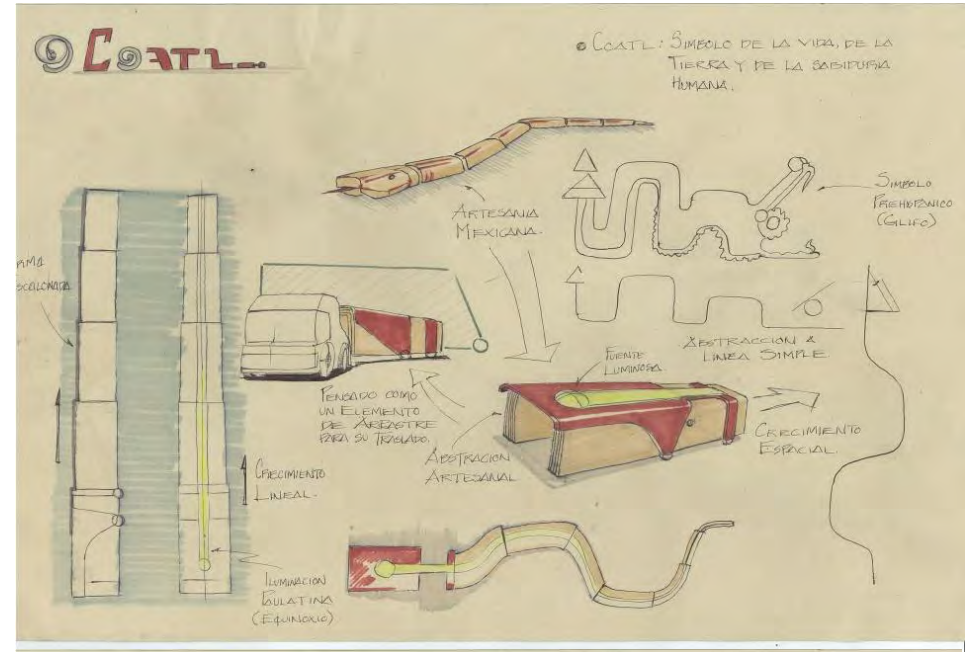 COATL...
COATL: SIMBOLO DE LA VIDA, DE LA
TIERRA Y DE LA SABIDURIA
HUMANA.
ARTESANIA
MEXICANA.
SIMBOLO
PREHISPANICO
(GLIFO)
ESCALONADA
ABSTRACCION A
LINEA SIMPLE
FUENTE
LUMINOSA
PENSADO COMO
UN ELEMENTO
DE ARRASTRE
PARA SU TRASLADO.
ABSTRACION
ARTESANAL
CRECIMIENTO
ESPACIAL.
CRECIMIENTO
LINEAL.
ILUMINACION
PAULATINA
(EQUINOXIO)